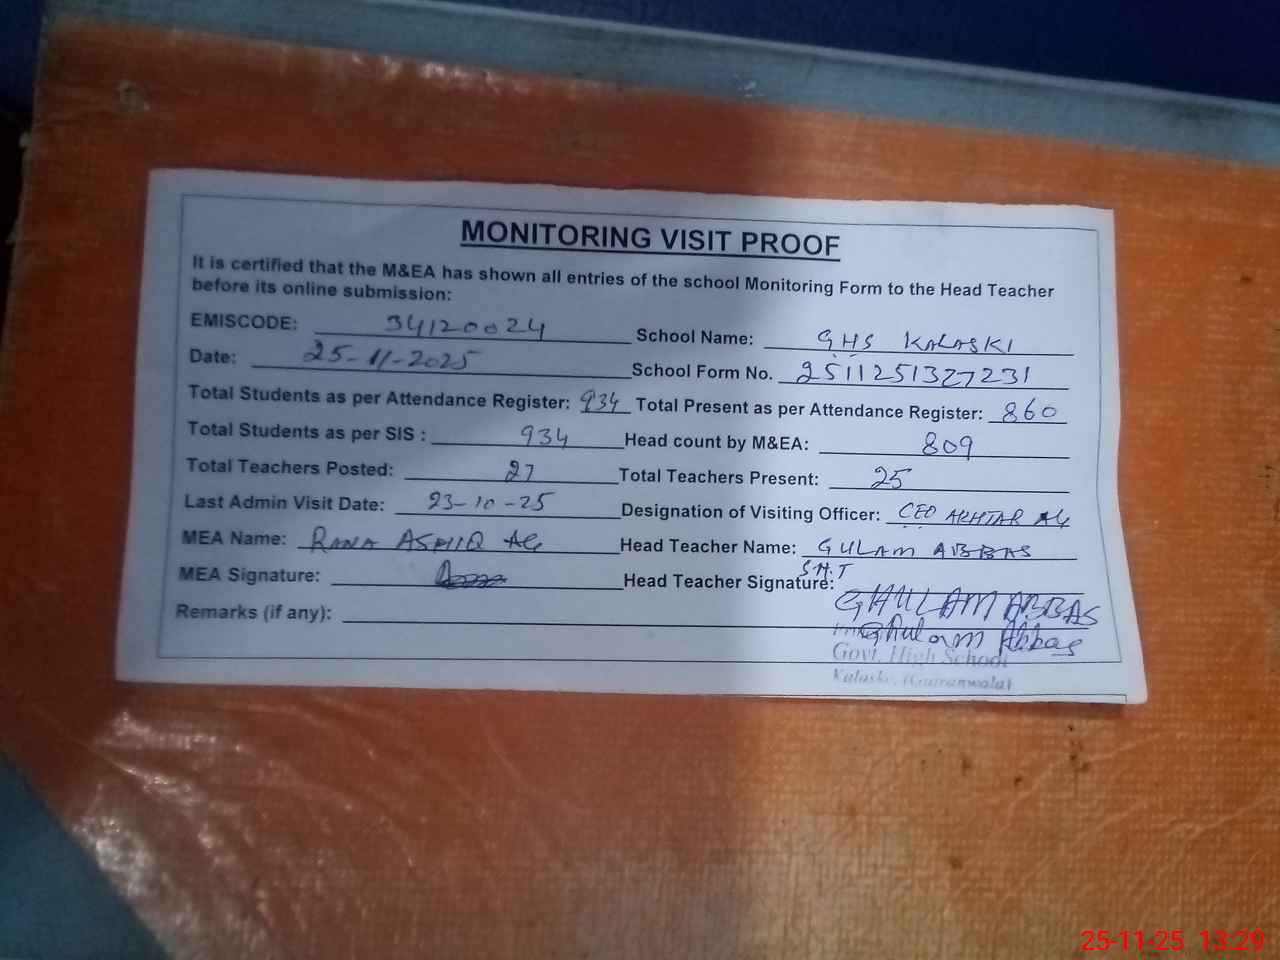 MONITORING VISIT PROOF
It is certified that the M&EA has shown all entries of the school Monitoring Form to the Head Teacher
before its online submission:
EMISCODE: 34120024 School Name: GHS KALASKI
Date: 25-11-2025 School Form No. 2511251327231
Total Students as per Attendance Register: 934 Total Present as per Attendance Register: 860
Total Students as per SIS : 934 Head count by M&EA: 809
Total Teachers Posted: 27 Total Teachers Present: 25
Last Admin Visit Date: 23-10-25 Designation of Visiting Officer: CEO AKHTAR Ali
MEA Name: RANA ASHIQ Ali Head Teacher Name: GULAM ABBAS
MEA Signature: Head Teacher Signature: S.H.T
GHULAM ABBAS
Remarks (if any): Ghulam Abbas
Govt. High School
Kalaski, (Gujranwala)
25-11-25 13:29